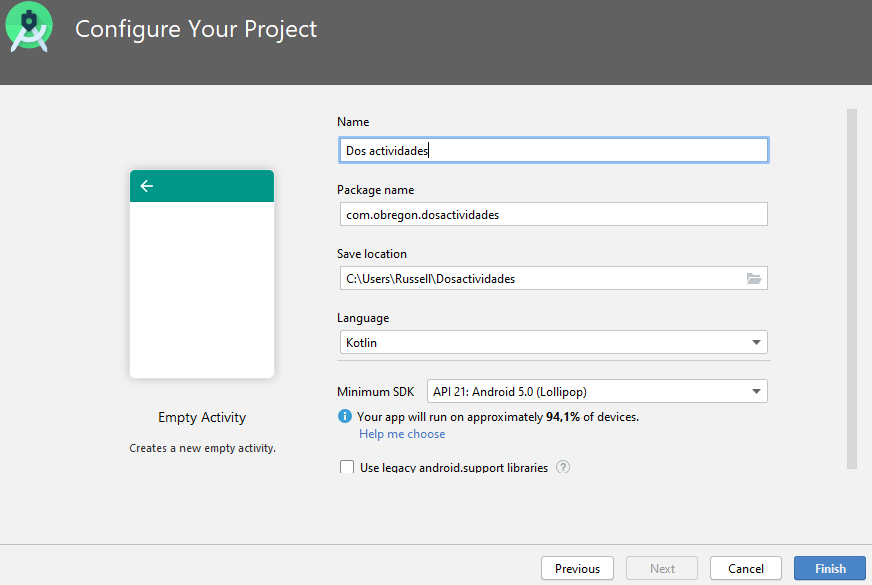 Configure Your Project
Name
Dos actividades
Package name
com.obregon.dosactividades
Save location
C:\Users\Russell\Dosactividades
Language
Kotlin
Minimum SDK API 21: Android 5.0 (Lollipop)
Your app will run on approximately 94,1% of devices.
Help me choose
Use legacy android.support libraries ?
Empty Activity
Creates a new empty activity.
Previous Next Cancel Finish